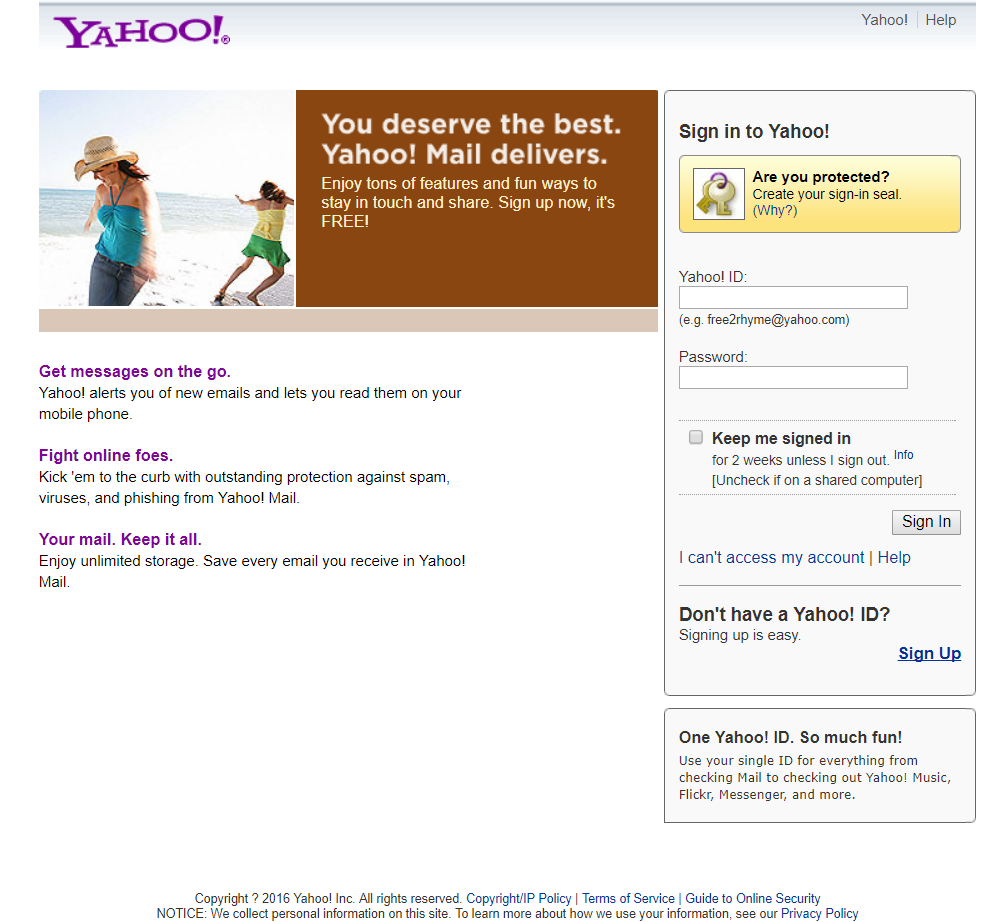 YAHOO!®
Yahoo! | Help
You deserve the best.
Yahoo! Mail delivers.
Enjoy tons of features and fun ways to
stay in touch and share. Sign up now, it's
FREE!
Get messages on the go.
Yahoo! alerts you of new emails and lets you read them on your
mobile phone.
Fight online foes.
Kick 'em to the curb with outstanding protection against spam,
viruses, and phishing from Yahoo! Mail.
Your mail. Keep it all.
Enjoy unlimited storage. Save every email you receive in Yahoo!
Mail.
Sign in to Yahoo!
Are you protected?
Create your sign-in seal.
(Why?)
Yahoo! ID:
(e.g. free2rhyme@yahoo.com)
Password:
Keep me signed in
for 2 weeks unless I sign out. Info
[Uncheck if on a shared computer]
Sign In
I can't access my account | Help
Don't have a Yahoo! ID?
Signing up is easy.
Sign Up
One Yahoo! ID. So much fun!
Use your single ID for everything from
checking Mail to checking out Yahoo! Music,
Flickr, Messenger, and more.
Copyright ? 2016 Yahoo! Inc. All rights reserved. Copyright/IP Policy | Terms of Service | Guide to Online Security
NOTICE: We collect personal information on this site. To learn more about how we use your information, see our Privacy Policy